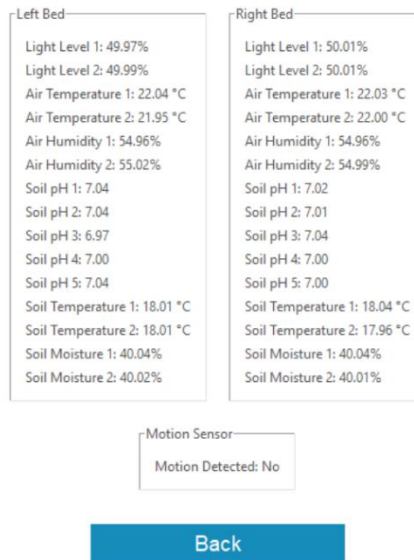 Left Bed
Light Level 1: 49.97%
Light Level 2: 49.99%
Air Temperature 1: 22.04 °C
Air Temperature 2: 21.95 °C
Air Humidity 1: 54.96%
Air Humidity 2: 55.02%
Soil pH 1: 7.04
Soil pH 2: 7.04
Soil pH 3: 6.97
Soil pH 4: 7.00
Soil pH 5: 7.04
Soil Temperature 1: 18.01 °C
Soil Temperature 2: 18.01 °C
Soil Moisture 1: 40.04%
Soil Moisture 2: 40.02%
Right Bed
Light Level 1: 50.01%
Light Level 2: 50.01%
Air Temperature 1: 22.03 °C
Air Temperature 2: 22.00 °C
Air Humidity 1: 54.96%
Air Humidity 2: 54.99%
Soil pH 1: 7.02
Soil pH 2: 7.01
Soil pH 3: 7.04
Soil pH 4: 7.00
Soil pH 5: 7.00
Soil Temperature 1: 18.04 °C
Soil Temperature 2: 17.96 °C
Soil Moisture 1: 40.04%
Soil Moisture 2: 40.01%
Motion Sensor
Motion Detected: No
Back